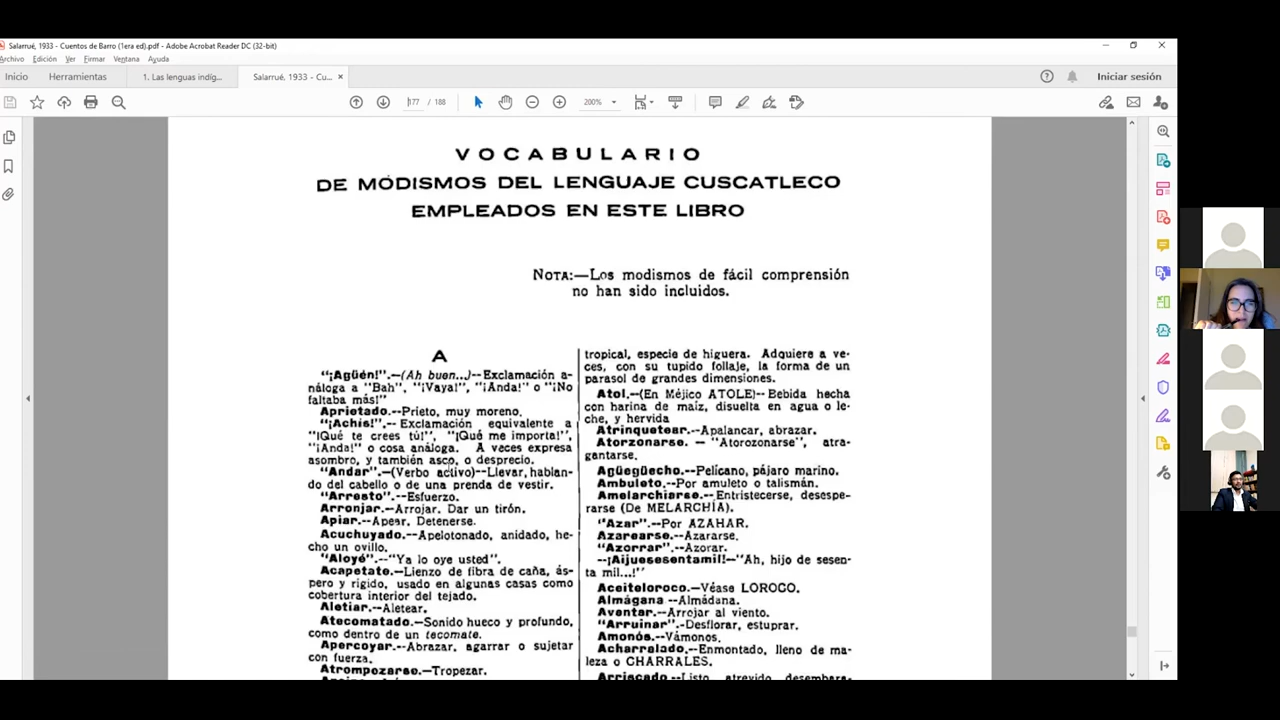 Salarrué, 1933 - Cuentos de Barro (1era ed).pdf - Adobe Acrobat Reader DC (32-bit)
Archivo Edición Ver Firmar Ventana Ayuda
Inicio Herramientas 1. Las lenguas indíg... Salarrué, 1933 - Cu... × Iniciar sesión
177 / 188 200%
VOCABULARIO
DE MODISMOS DEL LENGUAJE CUSCATLECO
EMPLEADOS EN ESTE LIBRO
NOTA:—Los modismos de fácil comprensión
no han sido incluidos.
A
"¡Agüén!".—(Ah buen...)--Exclamación a-
náloga a "Bah", "¡Vaya!", "¡Anda!" o "¡No
faltaba más!"
Aprietado.--Prieto, muy moreno.
"¡Achís!".-- Exclamación equivalente a
"¡Qué te crees tú!", "¡Qué me importa!",
"¡Anda!" o cosa análoga. A veces expresa
asombro, y también asco, o desprecio.
"Andar".—(Verbo activo)--Llevar, hablan-
do del cabello o de una prenda de vestir.
"Arresto".--Esfuerzo.
Arronjar.--Arrojar. Dar un tirón.
Apiar.--Apear. Detenerse.
Acuchuyado.--Apelotonado, anidado, he-
cho un ovillo.
"Aloyé".--"Ya lo oye usted".
Acapetate.--Lienzo de fibra de caña, ás-
pero y rígido, usado en algunas casas como
cobertura interior del tejado.
Aletiar.--Aletear.
Atecomatado.—Sonido hueco y profundo,
como dentro de un tecomate.
Apercoyar.--Abrazar, agarrar o sujetar
con fuerza.
Atrompezarse.—Tropezar.
tropical, especie de higuera. Adquiere a ve-
ces, con su tupido follaje, la forma de un
parasol de grandes dimensiones.
Atol.--(En Méjico ATOLE)-- Bebida hecha
con harina de maíz, disuelta en agua o le-
che, y hervida
Atrinquetear.--Apalancar, abrazar.
Atorzonarse. — "Atorozonarse", atra-
gantarse.
Agüegüecho.--Pelícano, pájaro marino.
Ambuleto.--Por amuleto o talismán.
Amelarchiarse.--Entristecerse, desespe-
rarse (De MELARCHÍA).
"Azar".--Por AZAHAR.
Azarearse.--Azararse.
"Azorrar".--Azorar.
--¡Aijuesesentamil!--"Ah, hijo de sesen-
ta mil...!"
Aceiteloroco.--Véase LOROCO.
Almágana --Almádana.
Aventar.--Arrojar al viento.
"Arruinar".-Desflorar, estuprar.
Amonós.--Vámonos.
Acharralado.--Enmontado, lleno de ma-
leza o CHARRALES.
Arriscado.--Listo, atrevido, desemba-